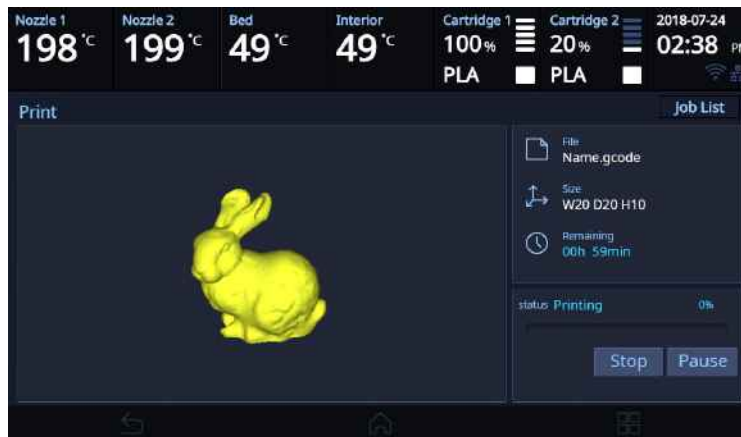 Nozzle 1
198 °C
Nozzle 2
199 °C
Bed
49 °C
Interior
49 °C
Cartridge 1
100%
PLA
Cartridge 2
20%
PLA
2018-07-24
02:38
Print
Job List
File
Name.gcode
Size
W20 D20 H10
Remaining
00h 59min
status Printing 0%
Stop Pause